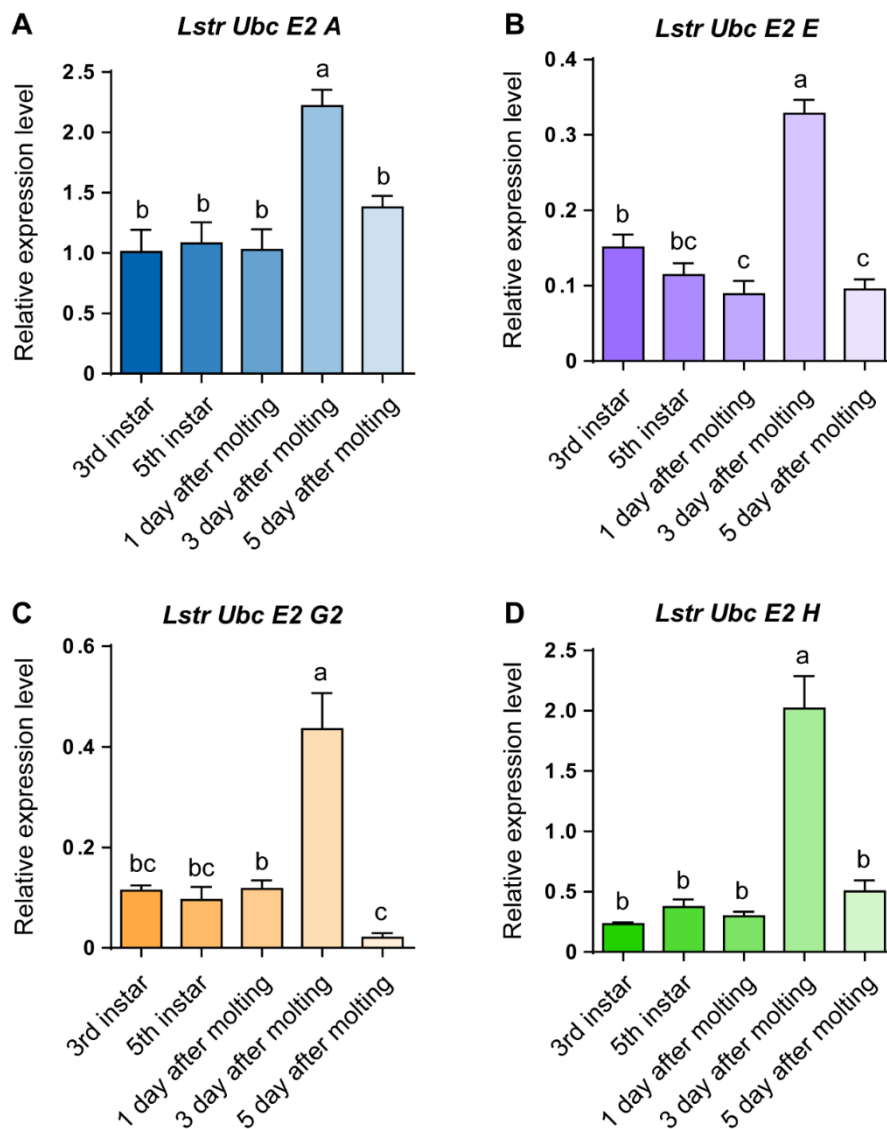 A
Lstr Ubc E2 A
Relative expression level
2.5
2.0
1.5
1.0
0.5
0
b
b
b
a
b
3rd instar
5th instar
1 day after molting
3 day after molting
5 day after molting
B
Lstr Ubc E2 E
Relative expression level
0.4
0.3
0.2
0.1
0
b
bc
c
a
c
3rd instar
5th instar
1 day after molting
3 day after molting
5 day after molting
C
Lstr Ubc E2 G2
Relative expression level
0.6
0.4
0.2
0
bc
bc
b
a
c
3rd instar
5th instar
1 day after molting
3 day after molting
5 day after molting
D
Lstr Ubc E2 H
Relative expression level
2.5
2.0
1.5
1.0
0.5
0
b
b
b
a
b
3rd instar
5th instar
1 day after molting
3 day after molting
5 day after molting